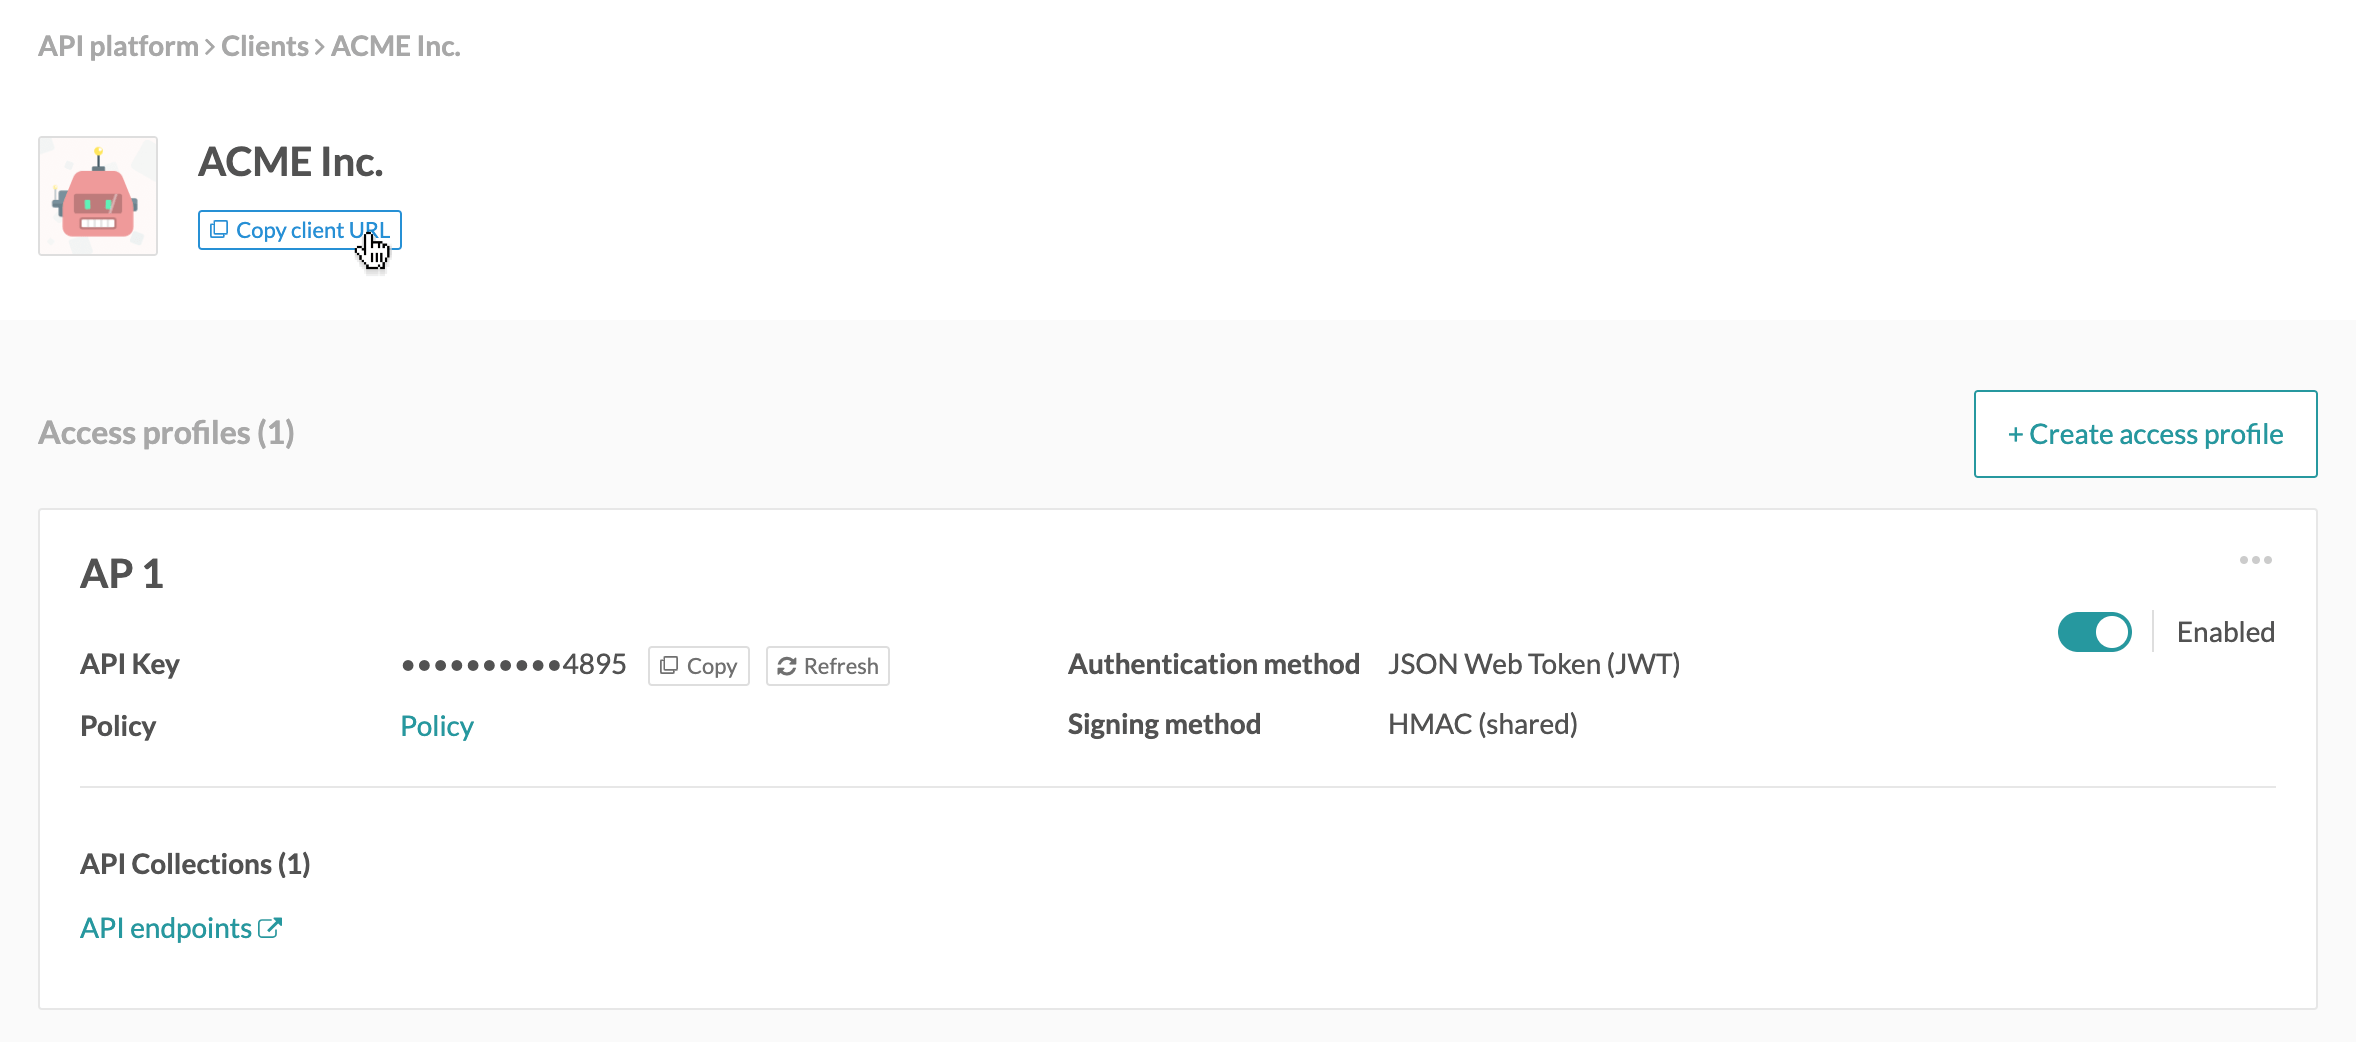 API platform > Clients > ACME Inc.
ACME Inc.
Copy client URL
Access profiles (1)
+ Create access profile
AP 1
Enabled
API Key ••••••••••4895 Copy Refresh Authentication method JSON Web Token (JWT)
Policy Policy Signing method HMAC (shared)
API Collections (1)
API endpoints